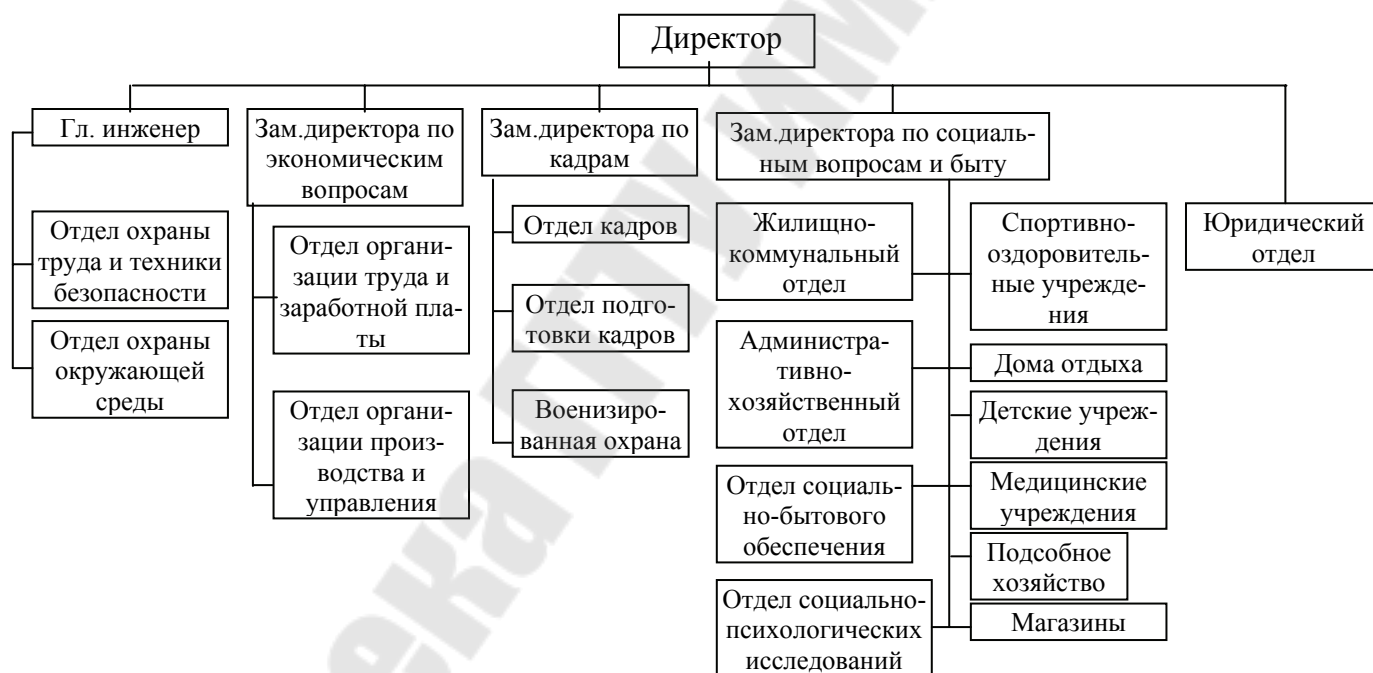 Директор
Гл. инженер
Отдел охраны
труда и техники
безопасности
Отдел охраны
окружающей
среды
Зам.директора по
экономическим
вопросам
Отдел органи-
зации труда и
заработной пла-
ты
Отдел органи-
зации произ-
водства и
управления
Зам.директора по
кадрам
Отдел кадров
Отдел подго-
товки кадров
Военизиро-
ванная охрана
Зам.директора по социаль-
ным вопросам и быту
Жилищно-
коммунальный
отдел
Администра-
тивно-
хозяйственный
отдел
Отдел социаль-
но-бытового
обеспечения
Отдел социально-
психологических
исследований
Спортивно-
оздоровитель-
ные учрежде-
ния
Дома отдыха
Детские учреж-
дения
Медицинские
учреждения
Подсобное
хозяйство
Магазины
Юридический
отдел